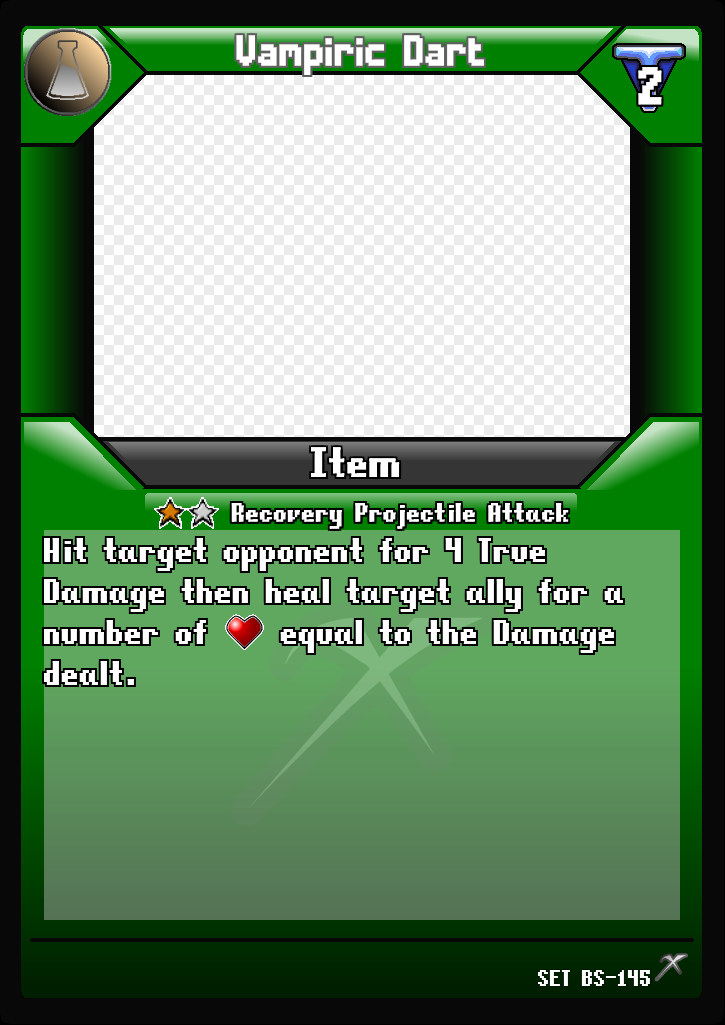 Vampiric Dart
2
Item
Recovery Projectile Attack
Hit target opponent for 4 True
Damage then heal target ally for a
number of equal to the Damage
dealt.
SET BS-145